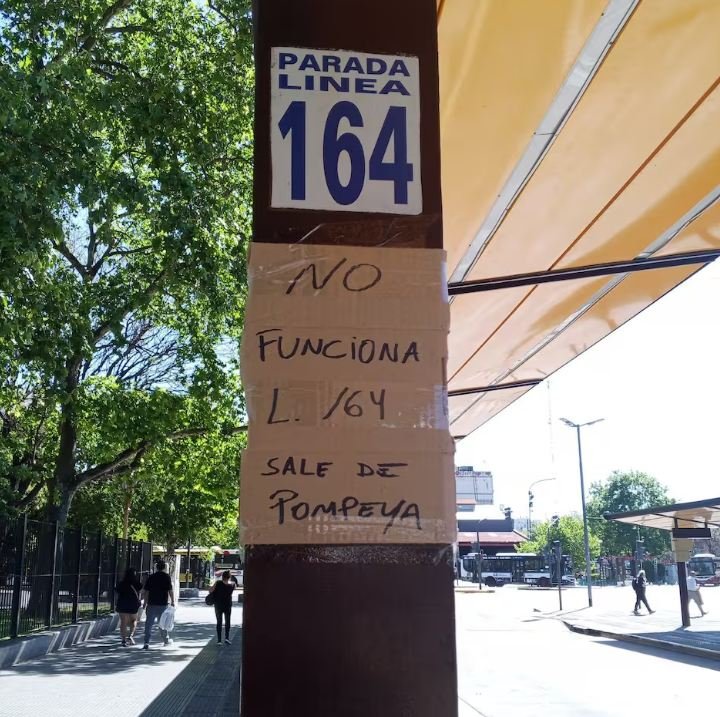 PARADA
LINEA
164
NO
FUNCIONA
L. 164
SALE DE
POMPEYA